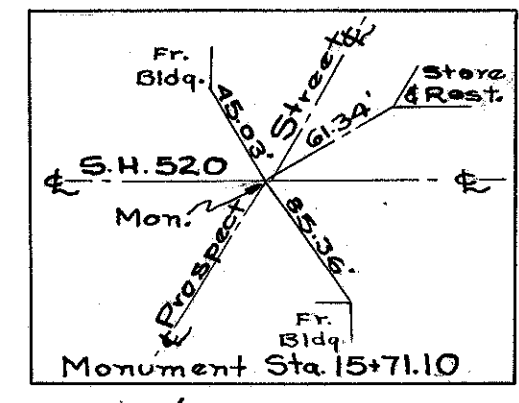 Fr.
Bldg.
45.03'
Street ℄
61.34'
Store
& Rest.
℄ S.H.520 ℄
Mon.
85.36'
℄ Prospect
Fr.
Bldg.
Monument Sta. 15+71.10